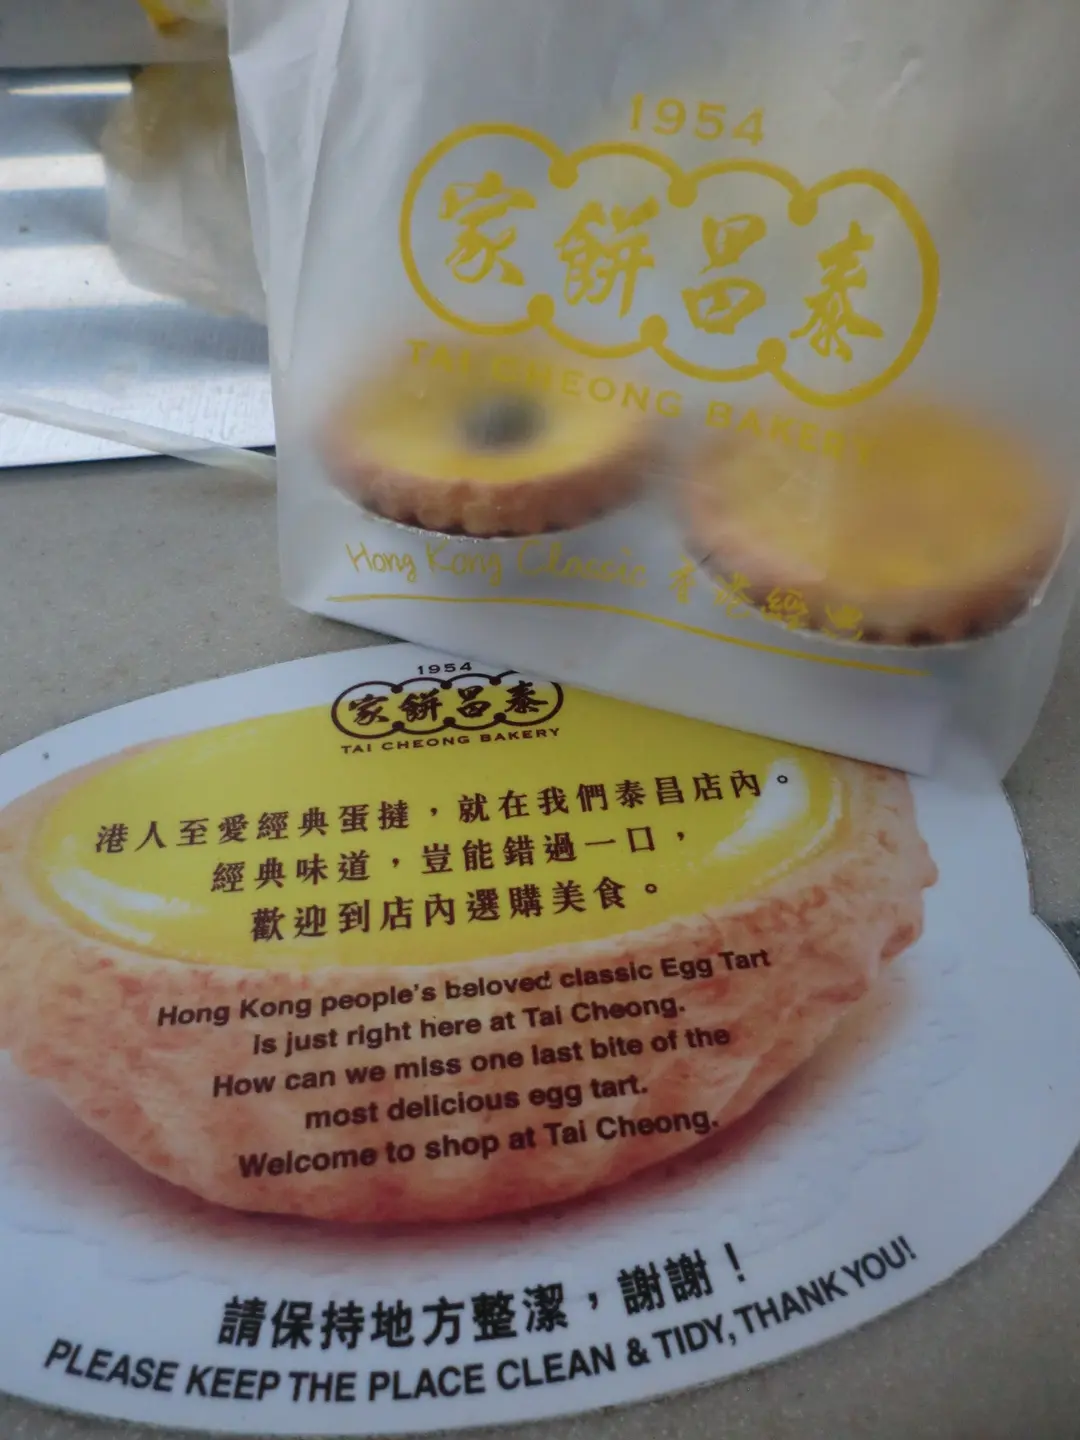 1954
家餅昌泰
TAI CHEONG BAKERY
Hong Kong Classic 香港經典
1954
家餅昌泰
TAI CHEONG BAKERY
港人至愛經典蛋撻，就在我們泰昌店內。
經典味道，豈能錯過一口，
歡迎到店內選購美食。
Hong Kong people's beloved classic Egg Tart
is just right here at Tai Cheong.
How can we miss one last bite of the
most delicious egg tart.
Welcome to shop at Tai Cheong.
請保持地方整潔，謝謝！
PLEASE KEEP THE PLACE CLEAN & TIDY, THANK YOU!